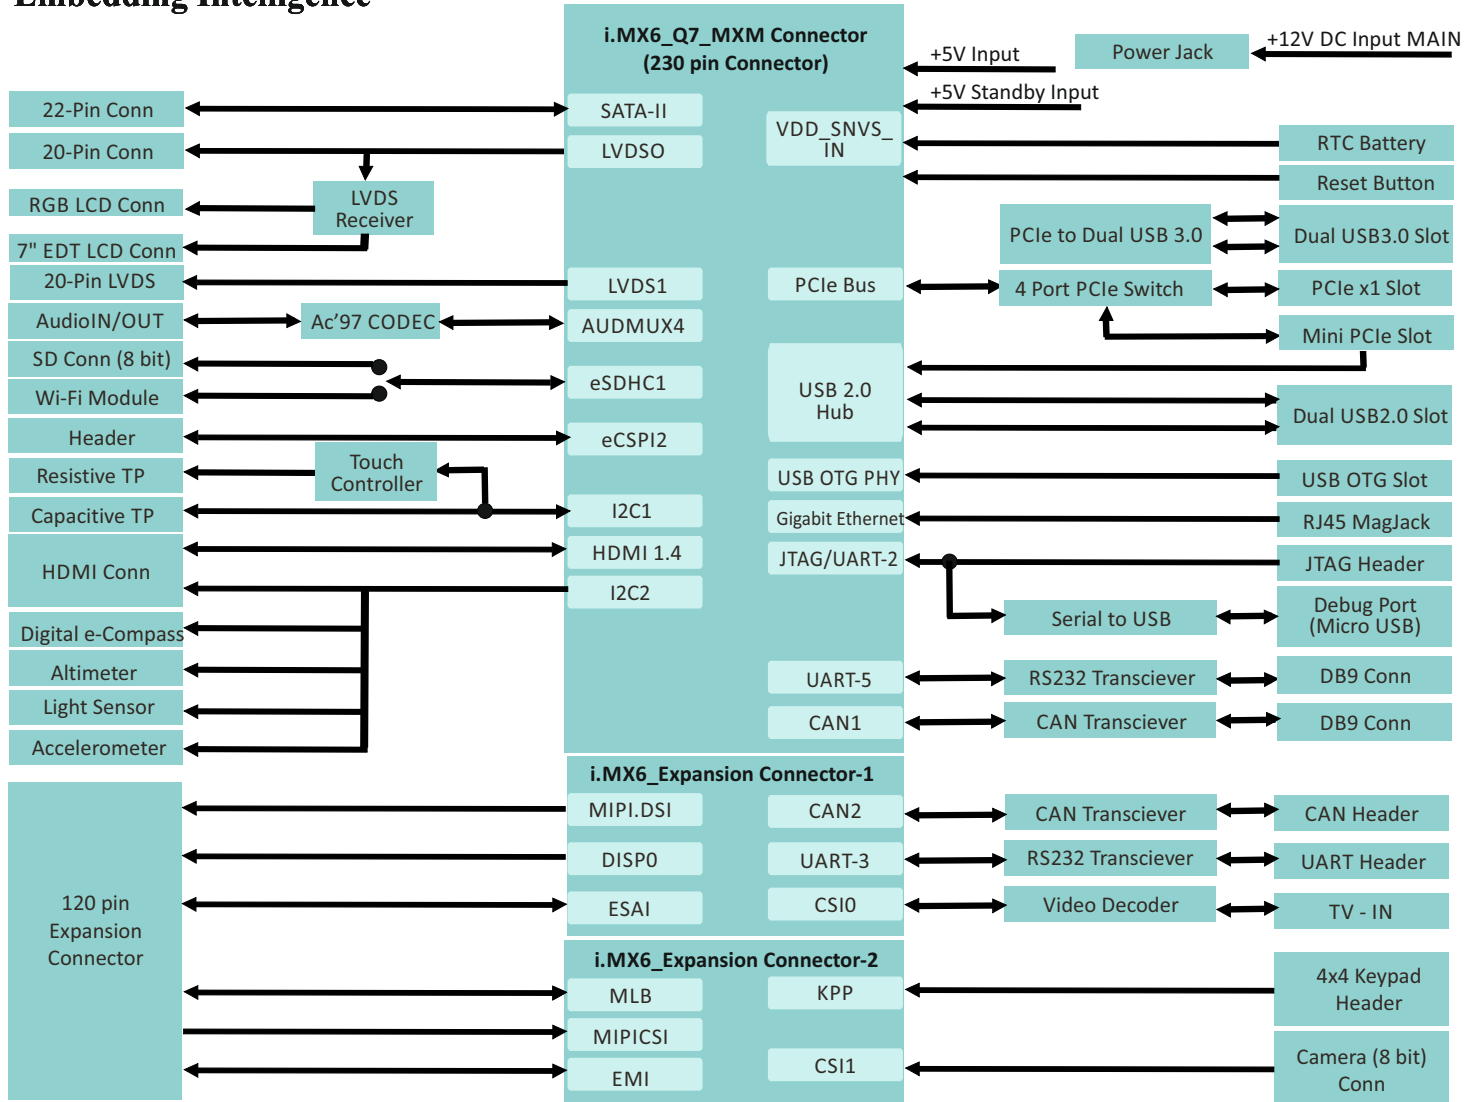 Embedding Intelligence
i.MX6_Q7_MXM Connector
(230 pin Connector)
+5V Input
Power Jack
+12V DC Input MAIN
+5V Standby Input
22-Pin Conn
SATA-II
20-Pin Conn
LVDSO
VDD_SNVS_
IN
RTC Battery
Reset Button
RGB LCD Conn
LVDS
Receiver
7" EDT LCD Conn
PCIe to Dual USB 3.0
Dual USB3.0 Slot
20-Pin LVDS
LVDS1
PCIe Bus
4 Port PCIe Switch
PCIe x1 Slot
AudioIN/OUT
Ac’97 CODEC
AUDMUX4
Mini PCIe Slot
SD Conn (8 bit)
eSDHC1
Wi-Fi Module
USB 2.0
Hub
Dual USB2.0 Slot
Header
eCSPI2
Resistive TP
Touch
Controller
USB OTG PHY
USB OTG Slot
Capacitive TP
I2C1
Gigabit Ethernet
RJ45 MagJack
HDMI Conn
HDMI 1.4
JTAG/UART-2
JTAG Header
I2C2
Digital e-Compass
Serial to USB
Debug Port
(Micro USB)
Altimeter
UART-5
RS232 Transciever
DB9 Conn
Light Sensor
CAN1
CAN Transciever
DB9 Conn
Accelerometer
i.MX6_Expansion Connector-1
MIPI.DSI
CAN2
CAN Transciever
CAN Header
DISP0
UART-3
RS232 Transciever
UART Header
120 pin
Expansion
Connector
ESAI
CSI0
Video Decoder
TV - IN
i.MX6_Expansion Connector-2
MLB
KPP
4x4 Keypad
Header
MIPICSI
EMI
CSI1
Camera (8 bit)
Conn